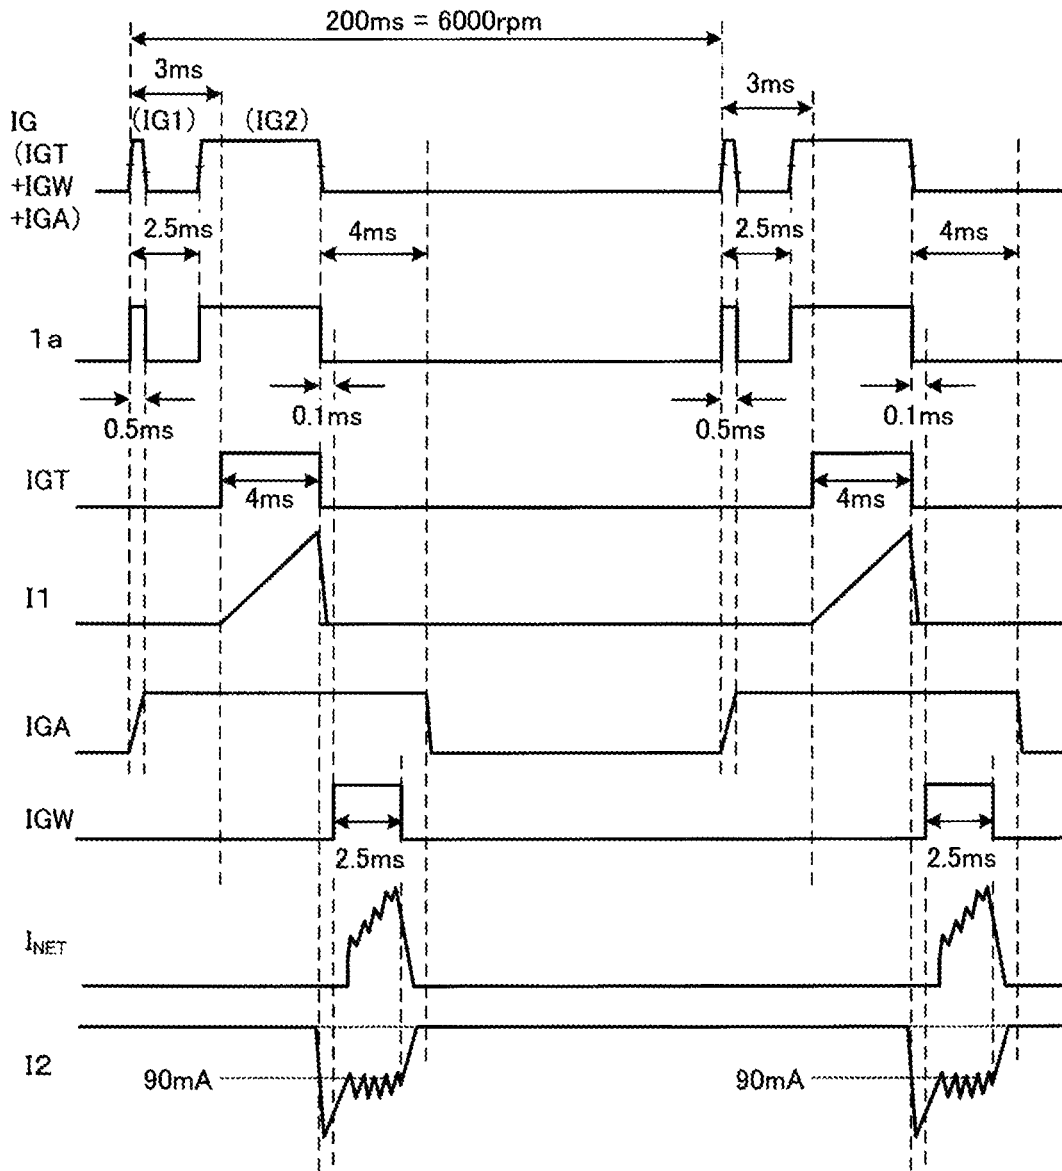 200ms = 6000rpm
3ms
3ms
IG
(IGT
+IGW
+IGA)
(IG1)
(IG2)
2.5ms
4ms
2.5ms
4ms
1a
0.5ms
0.1ms
0.5ms
0.1ms
IGT
4ms
4ms
I1
IGA
IGW
2.5ms
2.5ms
INET
I2
90mA
90mA